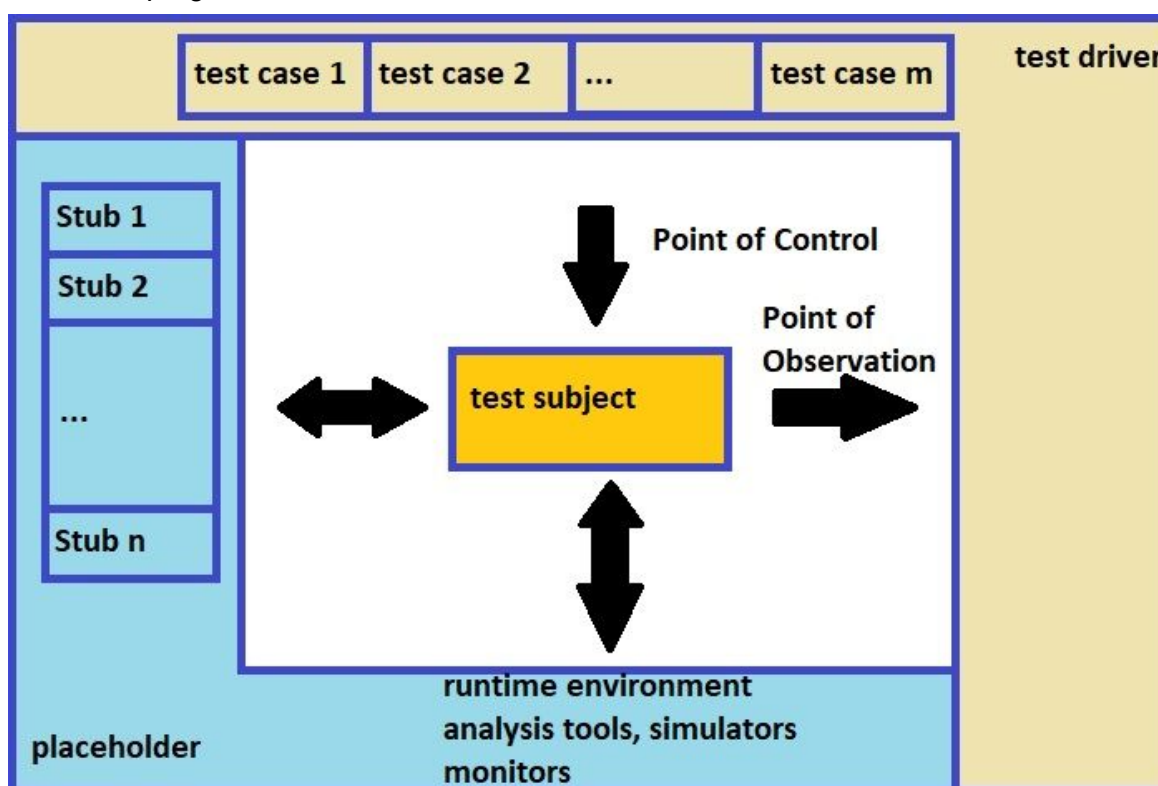 test case 1
test case 2
...
test case m
test driver
Stub 1
Stub 2
...
Stub n
Point of Control
Point of
Observation
test subject
runtime environment
analysis tools, simulators
monitors
placeholder